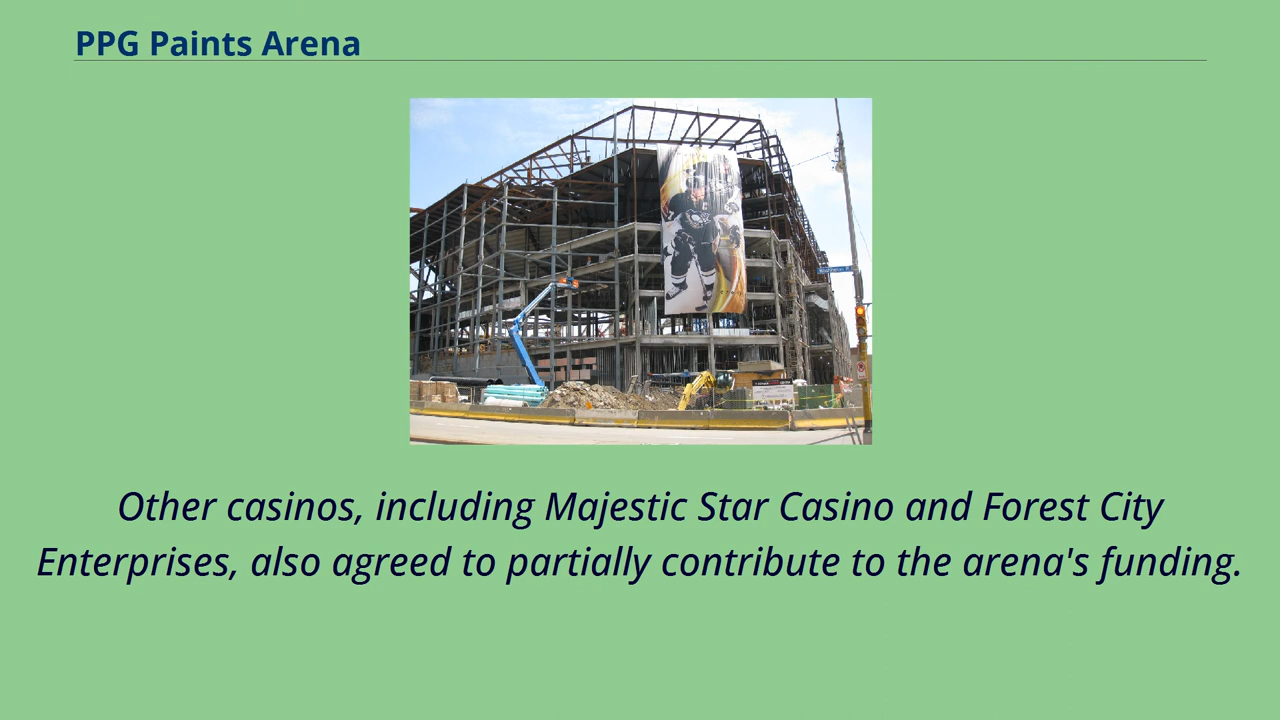 PPG Paints Arena
Other casinos, including Majestic Star Casino and Forest City
Enterprises, also agreed to partially contribute to the arena's funding.